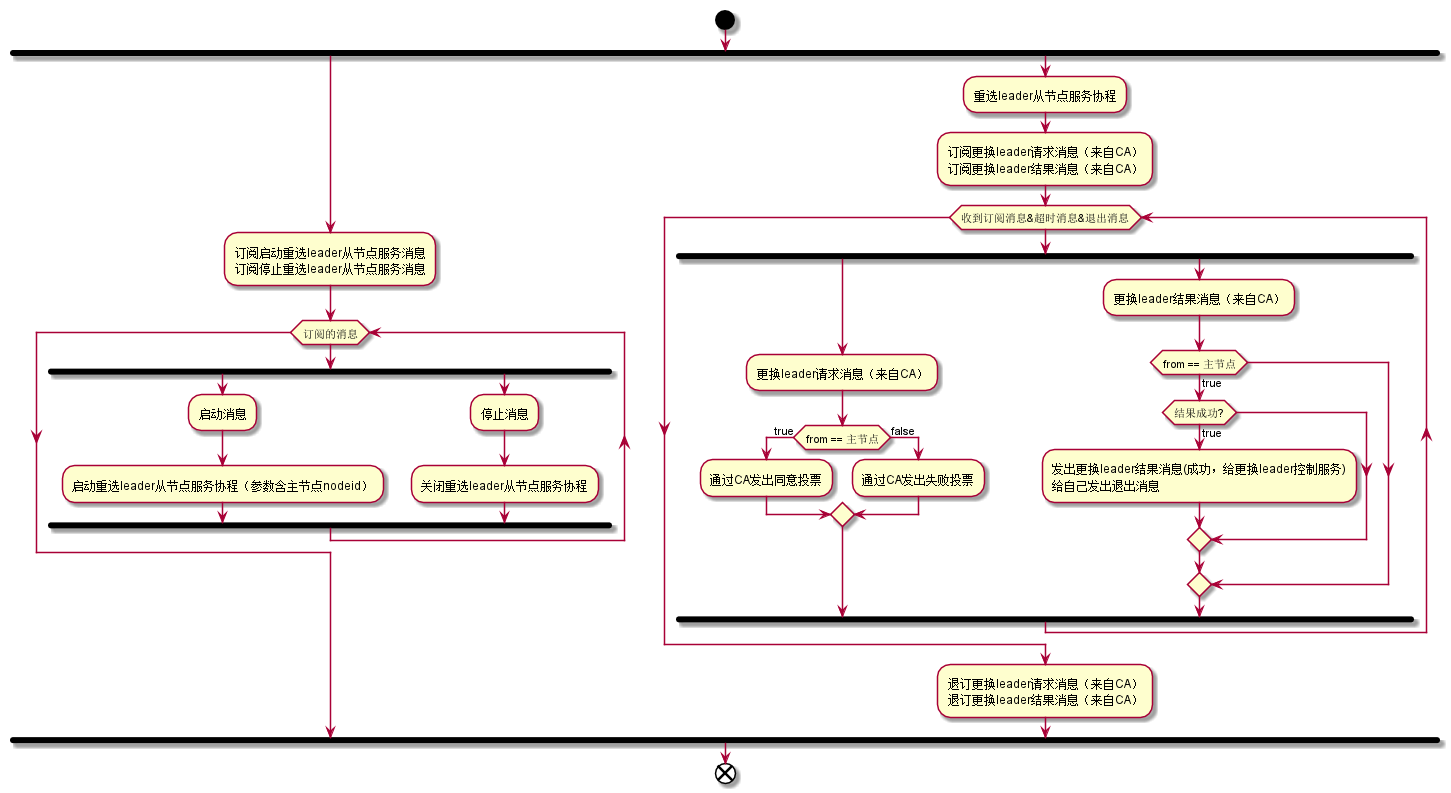 重选leader从节点服务协程
订阅更换leader请求消息（来自CA）
订阅更换leader结果消息（来自CA）
收到订阅消息&超时消息&退出消息
订阅启动重选leader从节点服务消息
订阅停止重选leader从节点服务消息
订阅的消息
启动消息
停止消息
启动重选leader从节点服务协程（参数含主节点nodeid）
关闭重选leader从节点服务协程
更换leader请求消息（来自CA）
from == 主节点
true
false
通过CA发出同意投票
通过CA发出失败投票
更换leader结果消息（来自CA）
from == 主节点
true
结果成功?
true
发出更换leader结果消息(成功，给更换leader控制服务)
给自己发出退出消息
退订更换leader请求消息（来自CA）
退订更换leader结果消息（来自CA）